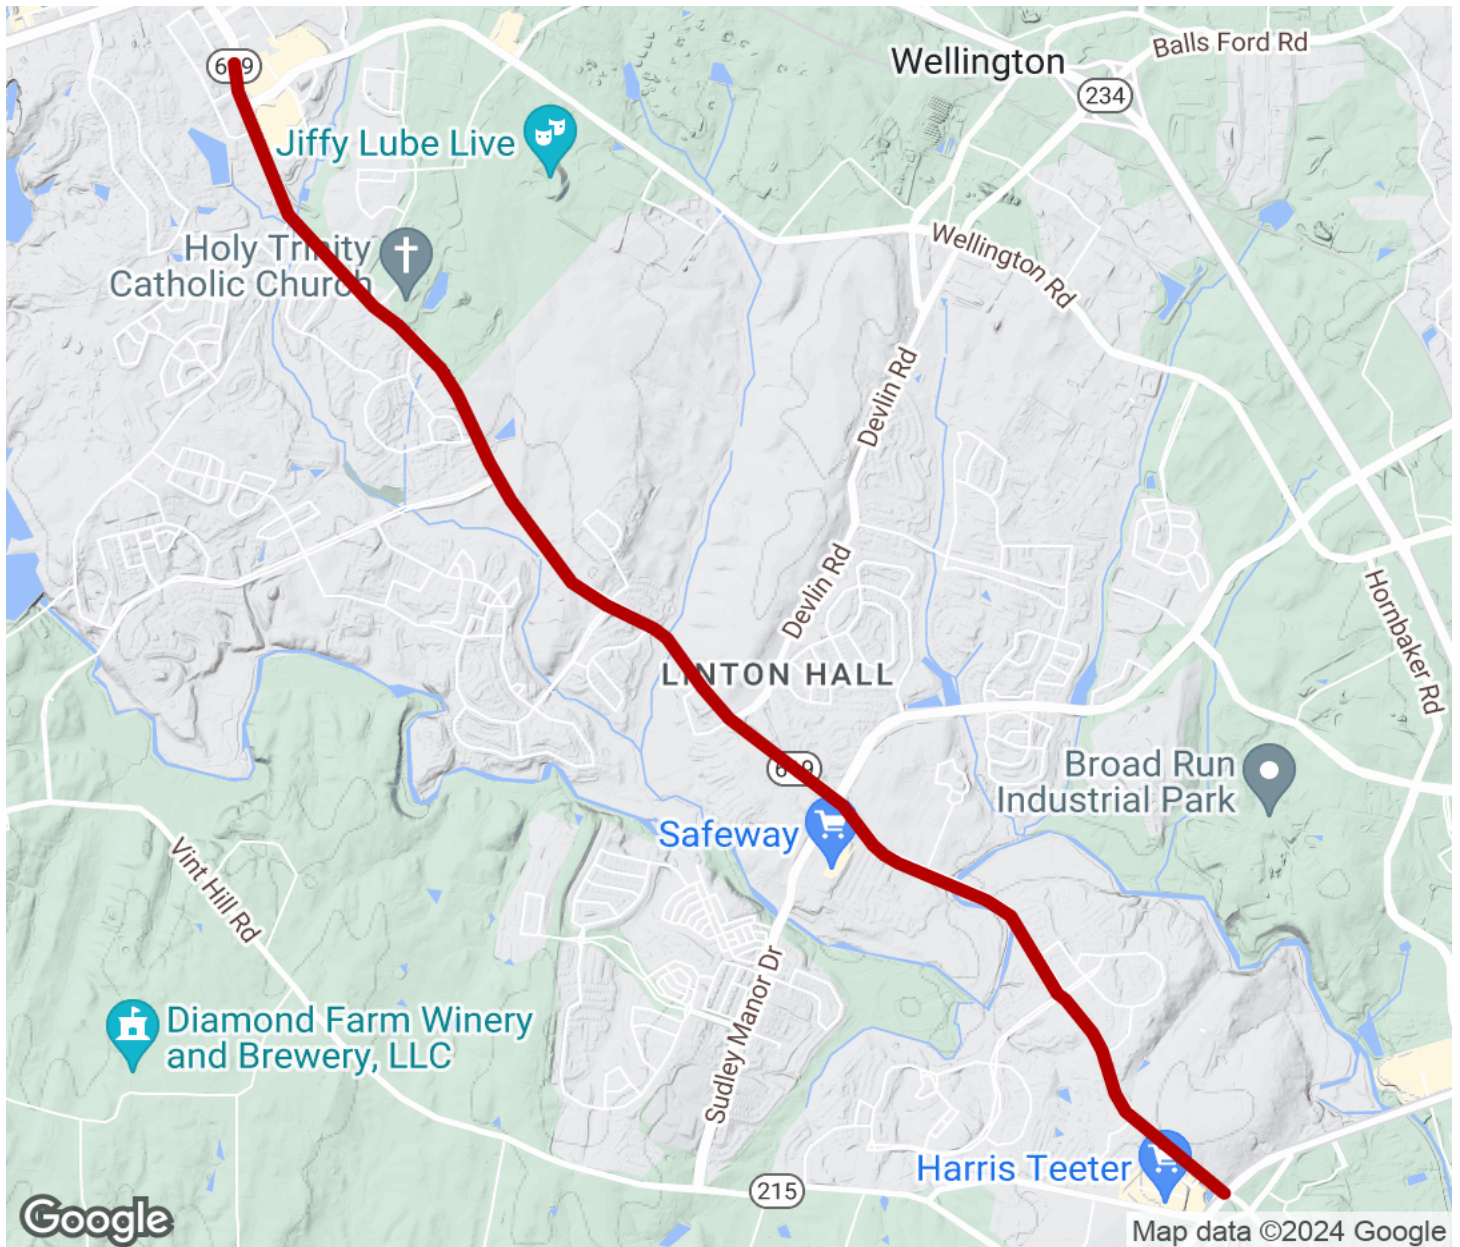 Wellington
Balls Ford Rd
234
Jiffy Lube Live
Holy Trinity
Catholic Church
Wellington Rd
Devlin Rd
Devlin Rd
Hornbaker Rd
LINTON HALL
Broad Run
Industrial Park
Safeway
Vint Hill Rd
Sudley Manor Dr
Diamond Farm Winery
and Brewery, LLC
Harris Teeter
215
Google
Map data ©2024 Google